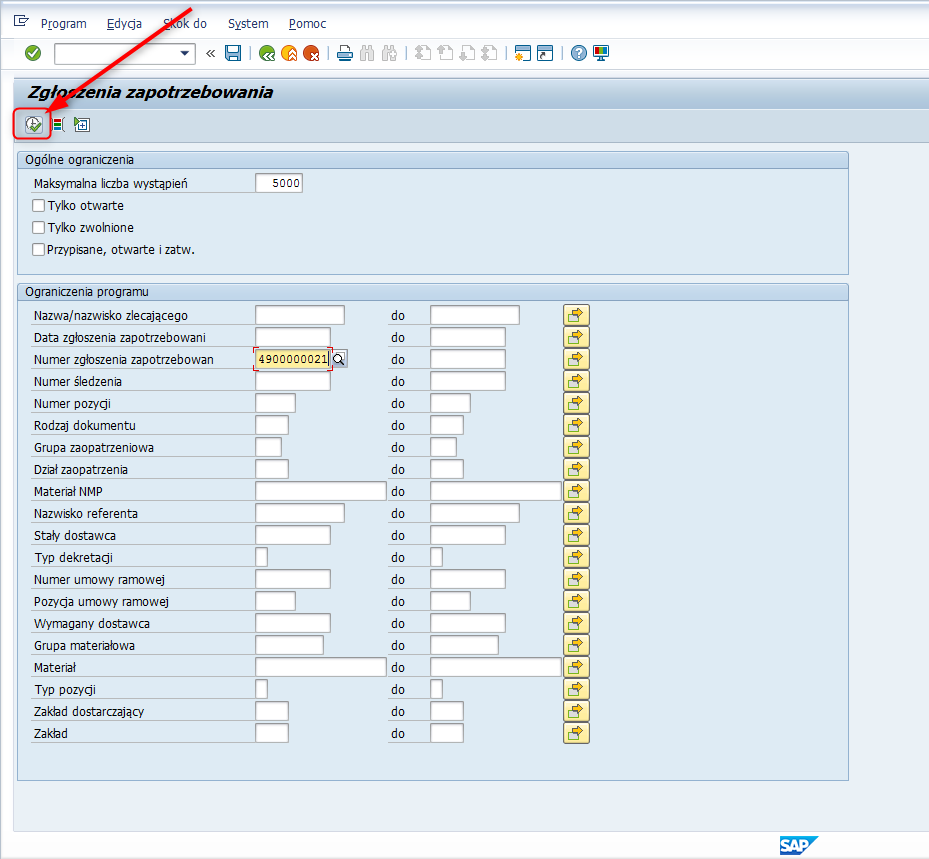 Program Edycja Skok do System Pomoc
Zgłoszenia zapotrzebowania
Ogólne ograniczenia
Maksymalna liczba wystąpień 5000
Tylko otwarte
Tylko zwolnione
Przypisane, otwarte i zatw.
Ograniczenia programu
Nazwa/nazwisko zlecającego do
Data zgłoszenia zapotrzebowani do
Numer zgłoszenia zapotrzebowan 4900000021 do
Numer śledzenia do
Numer pozycji do
Rodzaj dokumentu do
Grupa zaopatrzeniowa do
Dział zaopatrzenia do
Materiał NMP do
Nazwisko referenta do
Stały dostawca do
Typ dekretacji do
Numer umowy ramowej do
Pozycja umowy ramowej do
Wymagany dostawca do
Grupa materiałowa do
Materiał do
Typ pozycji do
Zakład dostarczający do
Zakład do
SAP